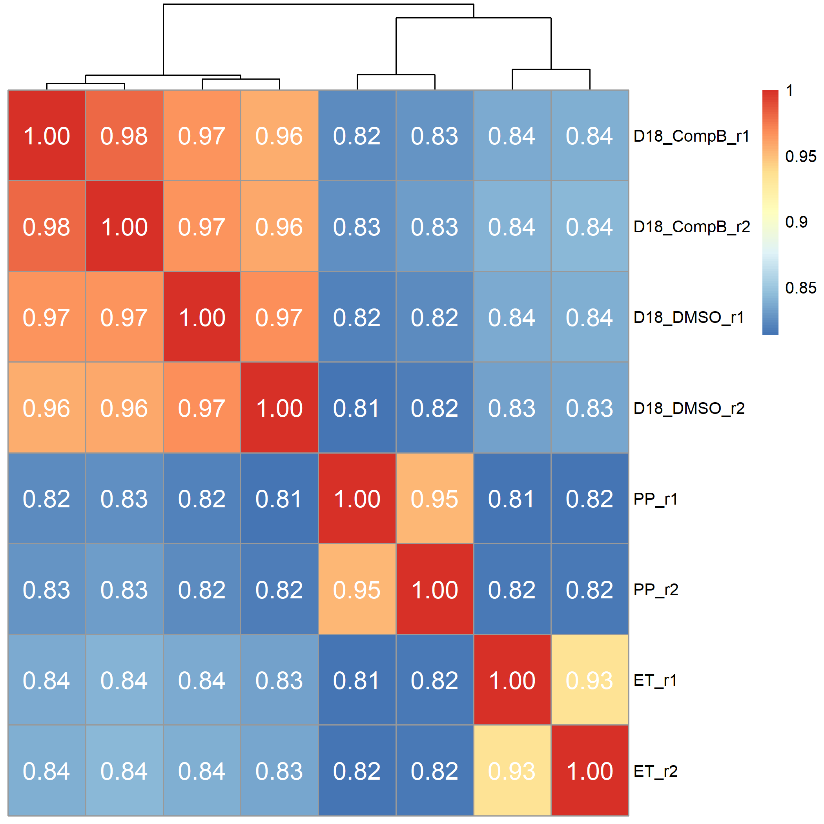 1.00 0.98 0.97 0.96 0.82 0.83 0.84 0.84 D18_CompB_r1
0.98 1.00 0.97 0.96 0.83 0.83 0.84 0.84 D18_CompB_r2
0.97 0.97 1.00 0.97 0.82 0.82 0.84 0.84 D18_DMSO_r1
0.96 0.96 0.97 1.00 0.81 0.82 0.83 0.83 D18_DMSO_r2
0.82 0.83 0.82 0.81 1.00 0.95 0.81 0.82 PP_r1
0.83 0.83 0.82 0.82 0.95 1.00 0.82 0.82 PP_r2
0.84 0.84 0.84 0.83 0.81 0.82 1.00 0.93 ET_r1
0.84 0.84 0.84 0.83 0.82 0.82 0.93 1.00 ET_r2
1
0.95
0.9
0.85